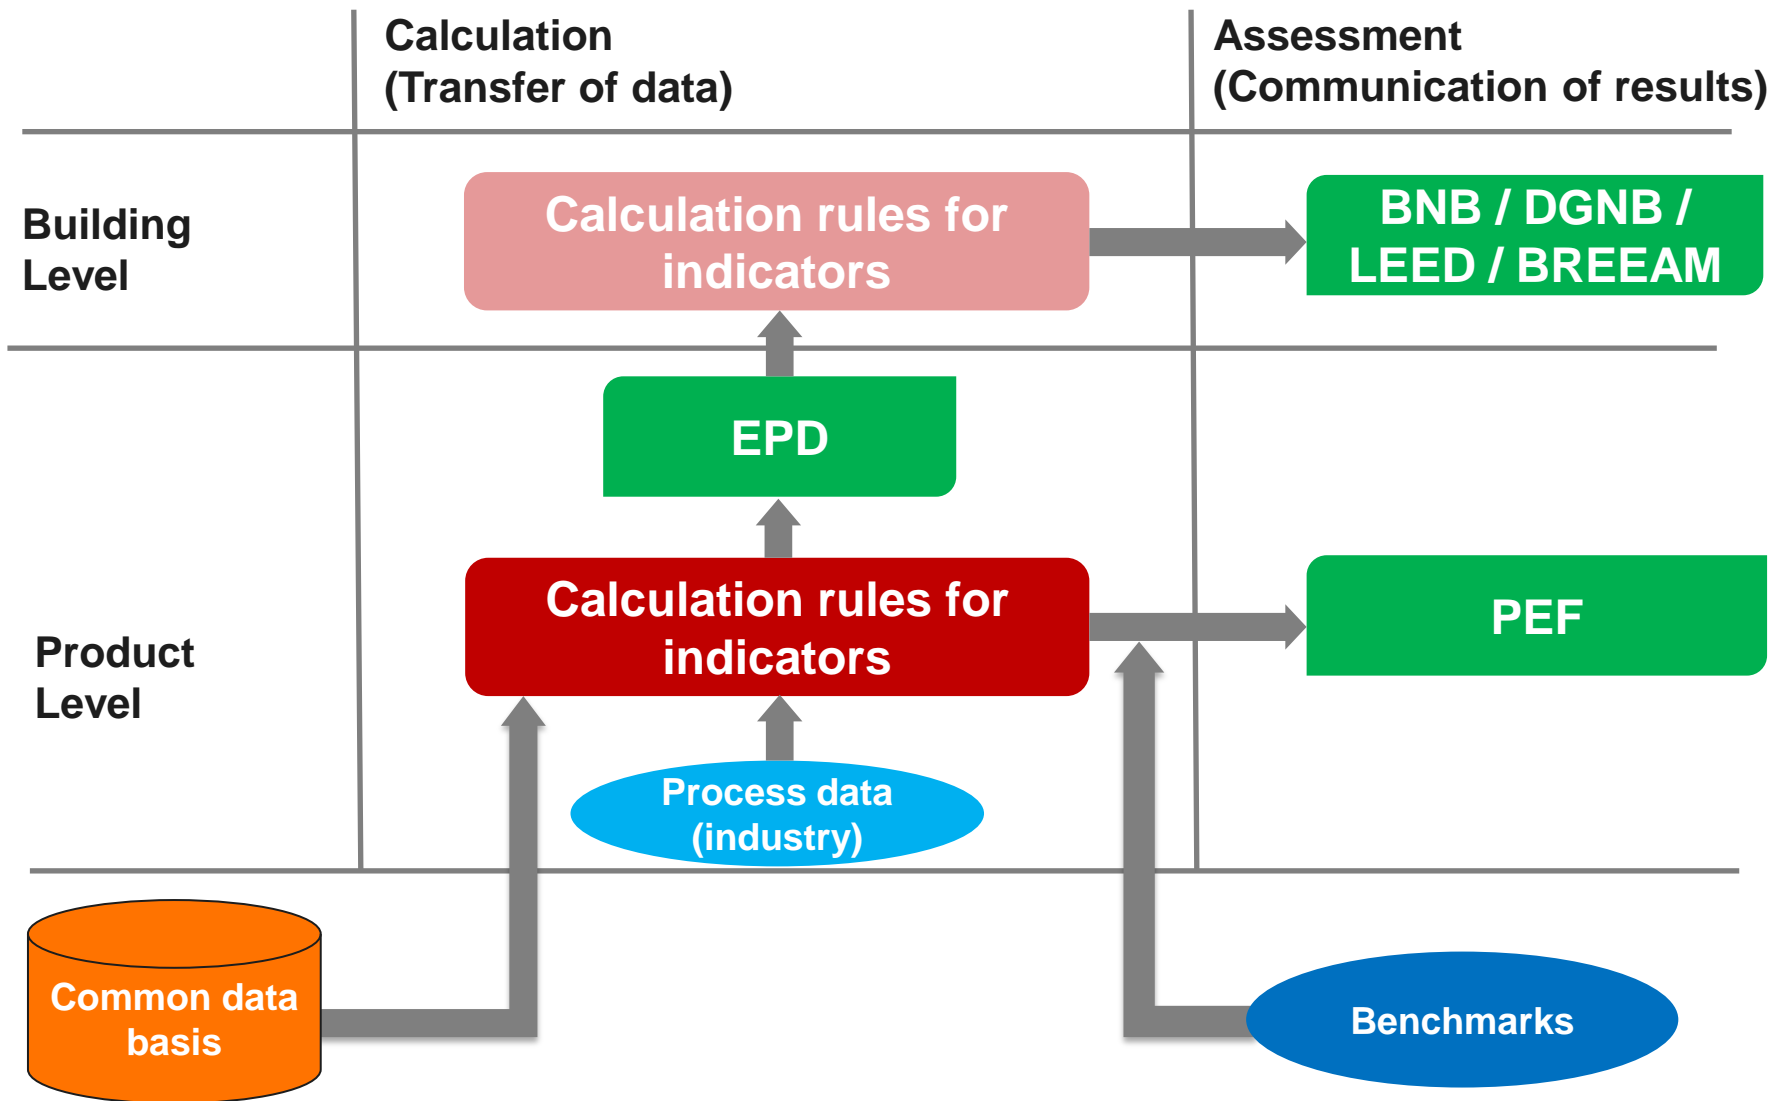 Calculation
(Transfer of data)
Assessment
(Communication of results)
Building
Level
Calculation rules for
indicators
BNB / DGNB /
LEED / BREEAM
EPD
Product
Level
Calculation rules for
indicators
PEF
Process data
(industry)
Common data
basis
Benchmarks